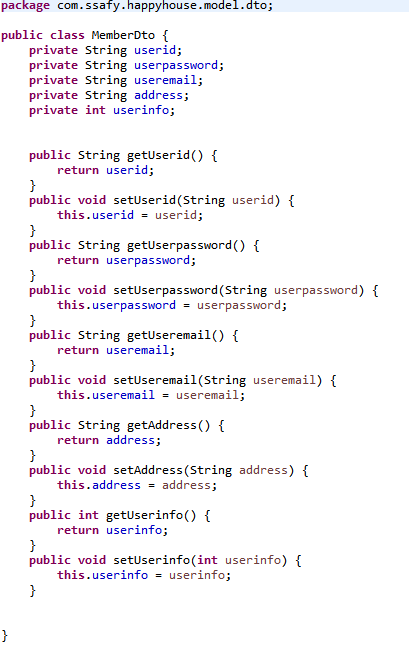 package com.ssafy.happyhouse.model.dto;

public class MemberDto {
    private String userid;
    private String userpassword;
    private String useremail;
    private String address;
    private int userinfo;


    public String getUserid() {
        return userid;
    }
    public void setUserid(String userid) {
        this.userid = userid;
    }
    public String getUserpassword() {
        return userpassword;
    }
    public void setUserpassword(String userpassword) {
        this.userpassword = userpassword;
    }
    public String getUseremail() {
        return useremail;
    }
    public void setUseremail(String useremail) {
        this.useremail = useremail;
    }
    public String getAddress() {
        return address;
    }
    public void setAddress(String address) {
        this.address = address;
    }
    public int getUserinfo() {
        return userinfo;
    }
    public void setUserinfo(int userinfo) {
        this.userinfo = userinfo;
    }


}